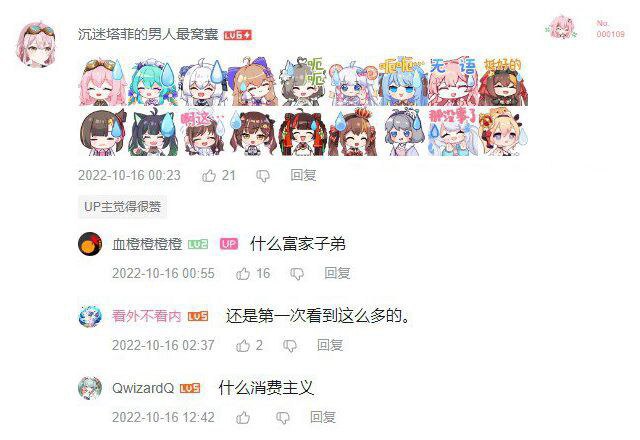 沉迷塔菲的男人最窝囊 LV6
No.
000109
呃呃
呃呃...
无语
挺好的
啊这...
那没事了
2022-10-16 00:23 21 回复
UP主觉得很赞
血橙橙橙橙 LV2 UP 什么富家子弟
2022-10-16 00:55 16 回复
看外不看内 LV5 还是第一次看到这么多的。
2022-10-16 02:37 2 回复
QwizardQ LV5 什么消费主义
2022-10-16 12:42 回复